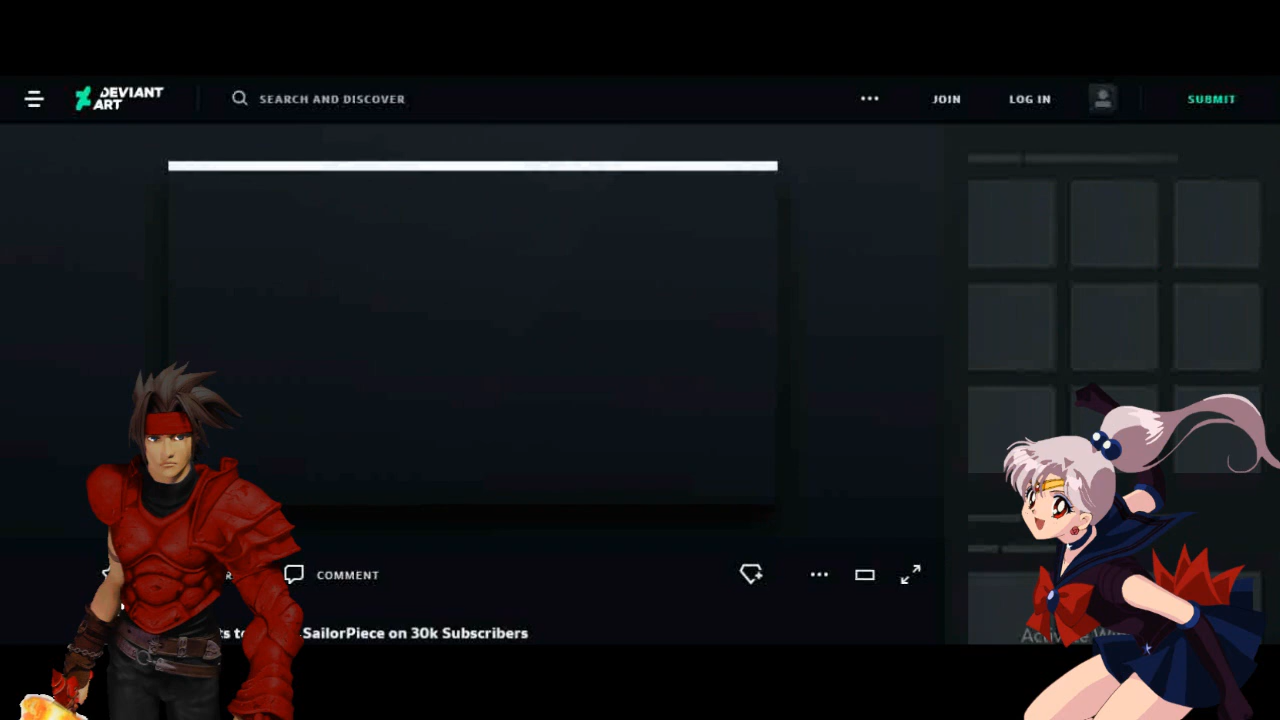 DEVIANT
ART
SEARCH AND DISCOVER
JOIN
LOG IN
SUBMIT
COMMENT
SailorPiece on 30k Subscribers